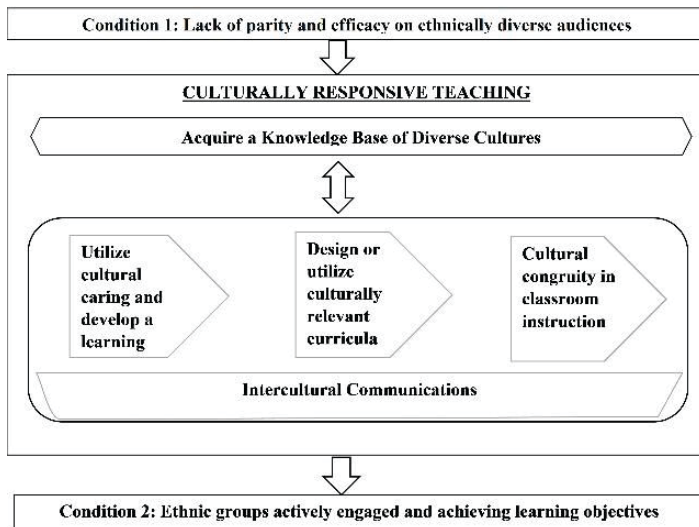 Condition 1: Lack of parity and efficacy on ethnically diverse audiences
CULTURALLY RESPONSIVE TEACHING
Acquire a Knowledge Base of Diverse Cultures
Utilize
cultural
caring and
develop a
learning
Design or
utilize
culturally
relevant
curricula
Cultural
congruity in
classroom
instruction
Intercultural Communications
Condition 2: Ethnic groups actively engaged and achieving learning objectives